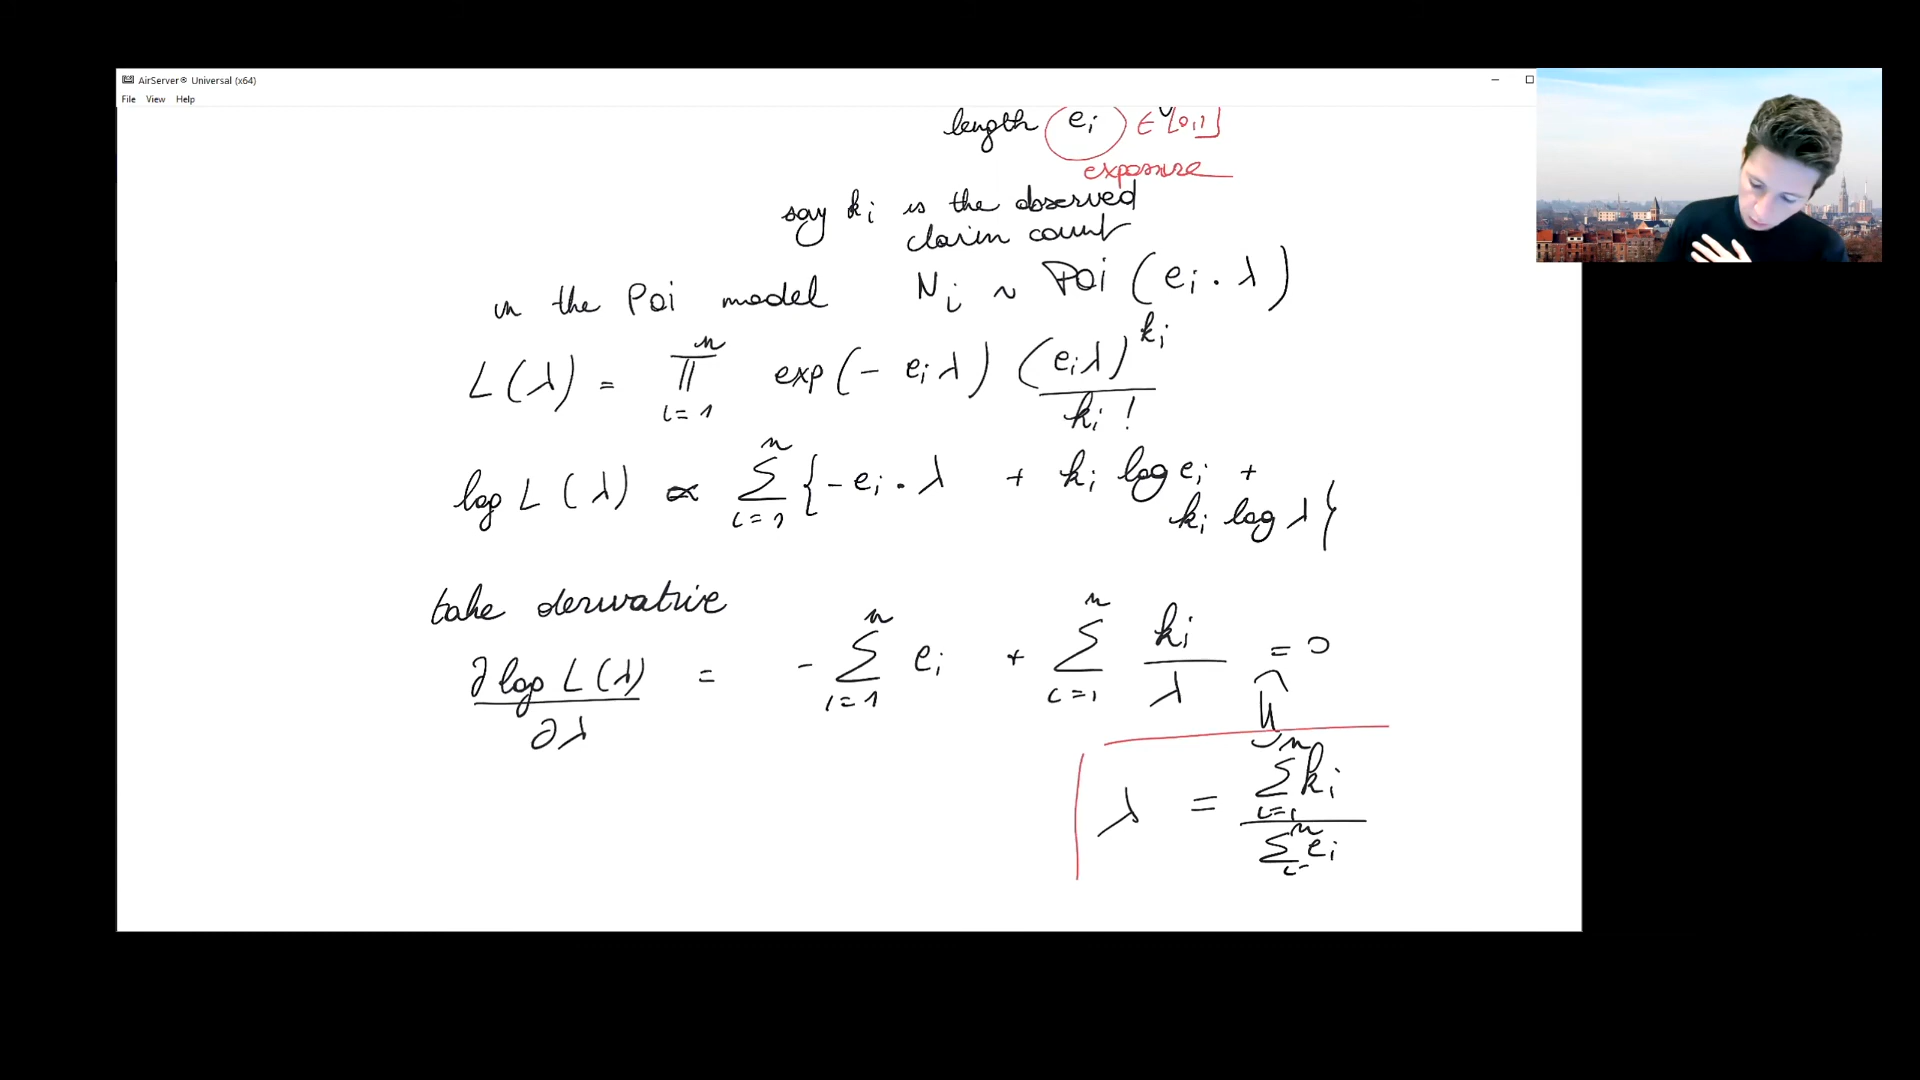 AirServer® Universal (x64)
File View Help
length e_i ∈ [0,1]
exposure
say k_i is the observed
claim count
in the Poi model N_i ~ Poi (e_i · λ)
L(λ) = ∏_{i=1}^{n} exp(- e_i λ) (e_i λ)^{k_i} / k_i !
log L(λ) ∝ ∑_{i=1}^{n} { - e_i · λ + k_i log e_i +
k_i log λ }
take derivative
∂ log L(λ) / ∂λ = - ∑_{i=1}^{n} e_i + ∑_{i=1}^{n} k_i / λ = 0
⇕
λ = ∑_{i=1}^{n} k_i / ∑_{i=}^{n} e_i